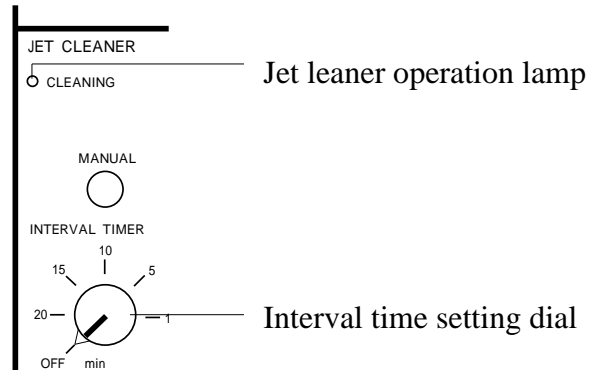 JET CLEANER
CLEANING
Jet leaner operation lamp
MANUAL
INTERVAL TIMER
10
15
5
20
1
Interval time setting dial
OFF min